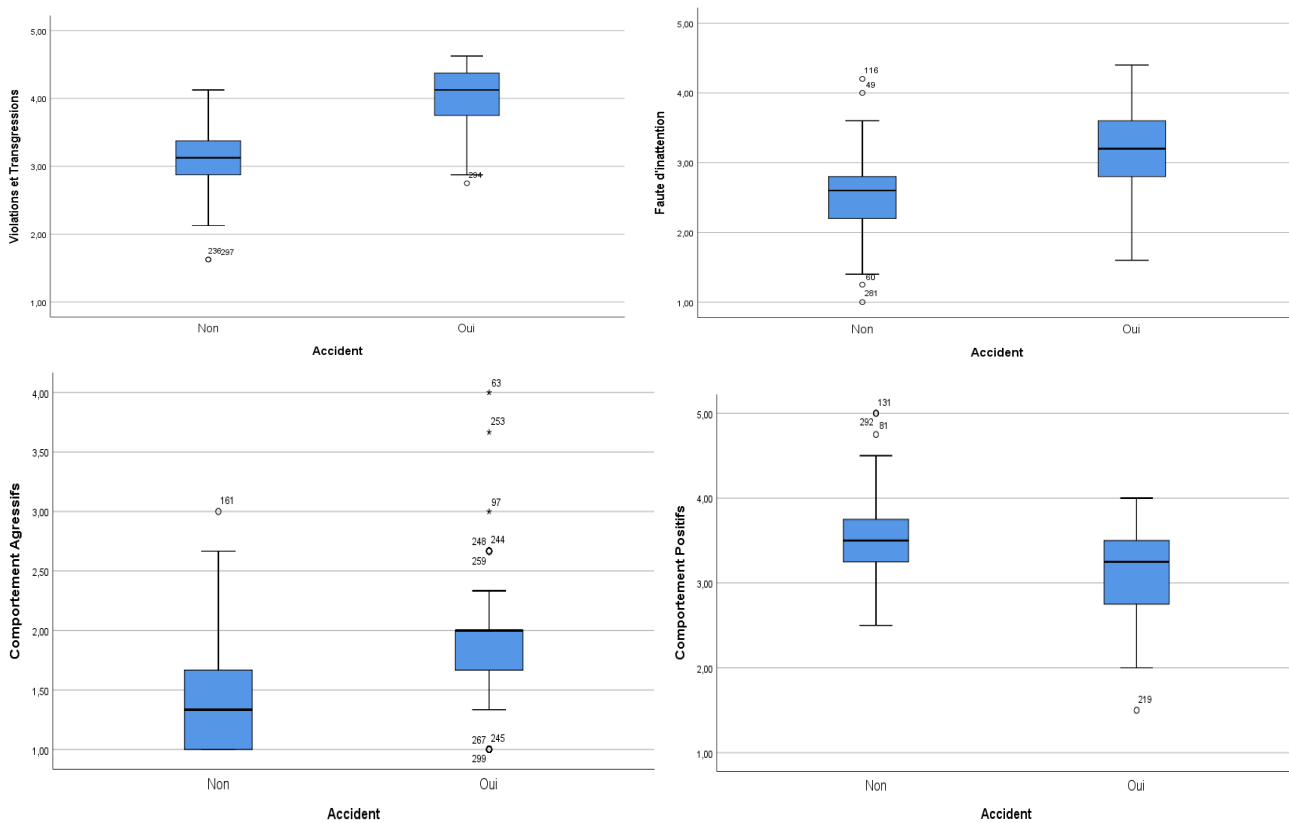 Violations et Transgressions
5,00
4,00
3,00
2,00
1,00
236 297
294
Non
Oui
Accident
Faute d'inattention
5,00
4,00
3,00
2,00
1,00
116
49
60
281
Non
Oui
Accident
Comportement Agressifs
4,00
3,50
3,00
2,50
2,00
1,50
1,00
161
63
253
97
248 244
259
267 245
299
Non
Oui
Accident
Comportement Positifs
5,00
4,00
3,00
2,00
1,00
131
292 81
219
Non
Oui
Accident